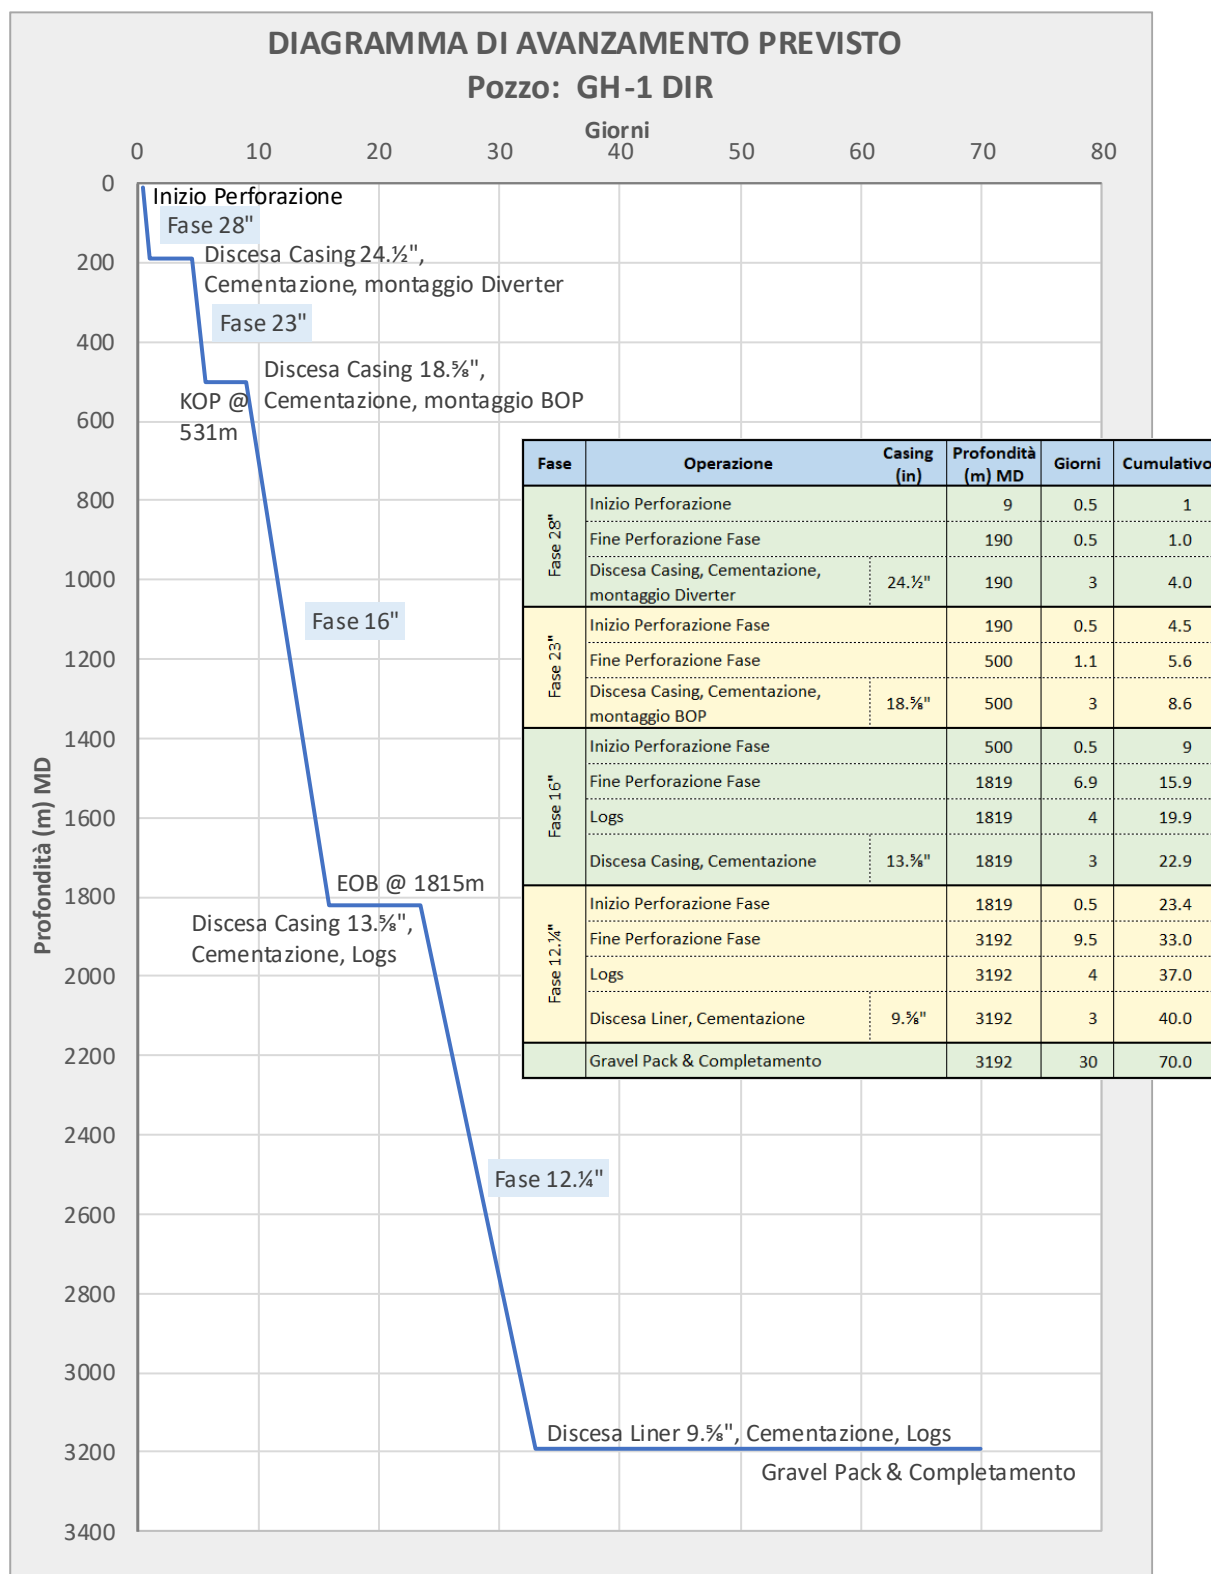 DIAGRAMMA DI AVANZAMENTO PREVISTO
Pozzo: GH-1 DIR
Giorni
0 10 20 30 40 50 60 70 80
0
Inizio Perforazione
Fase 28"
200
Discesa Casing 24.½",
Cementazione, montaggio Diverter
Fase 23"
400
Discesa Casing 18.⅝",
Cementazione, montaggio BOP
KOP @
531m
600
800
1000
Fase 16"
1200
1400
1600
1800
EOB @ 1815m
Discesa Casing 13.⅝",
Cementazione, Logs
2000
2200
2400
Fase 12.¼"
2600
2800
3000
Discesa Liner 9.⅝", Cementazione, Logs
3200
Gravel Pack & Completamento
3400
Profondità (m) MD
Fase Operazione Casing (in) Profondità (m) MD Giorni Cumulativo
Fase 28"
Inizio Perforazione 9 0.5 1
Fine Perforazione Fase 190 0.5 1.0
Discesa Casing, Cementazione,
montaggio Diverter 24.½" 190 3 4.0
Fase 23"
Inizio Perforazione Fase 190 0.5 4.5
Fine Perforazione Fase 500 1.1 5.6
Discesa Casing, Cementazione,
montaggio BOP 18.⅝" 500 3 8.6
Fase 16"
Inizio Perforazione Fase 500 0.5 9
Fine Perforazione Fase 1819 6.9 15.9
Logs 1819 4 19.9
Discesa Casing, Cementazione 13.⅝" 1819 3 22.9
Fase 12.¼"
Inizio Perforazione Fase 1819 0.5 23.4
Fine Perforazione Fase 3192 9.5 33.0
Logs 3192 4 37.0
Discesa Liner, Cementazione 9.⅝" 3192 3 40.0
Gravel Pack & Completamento 3192 30 70.0